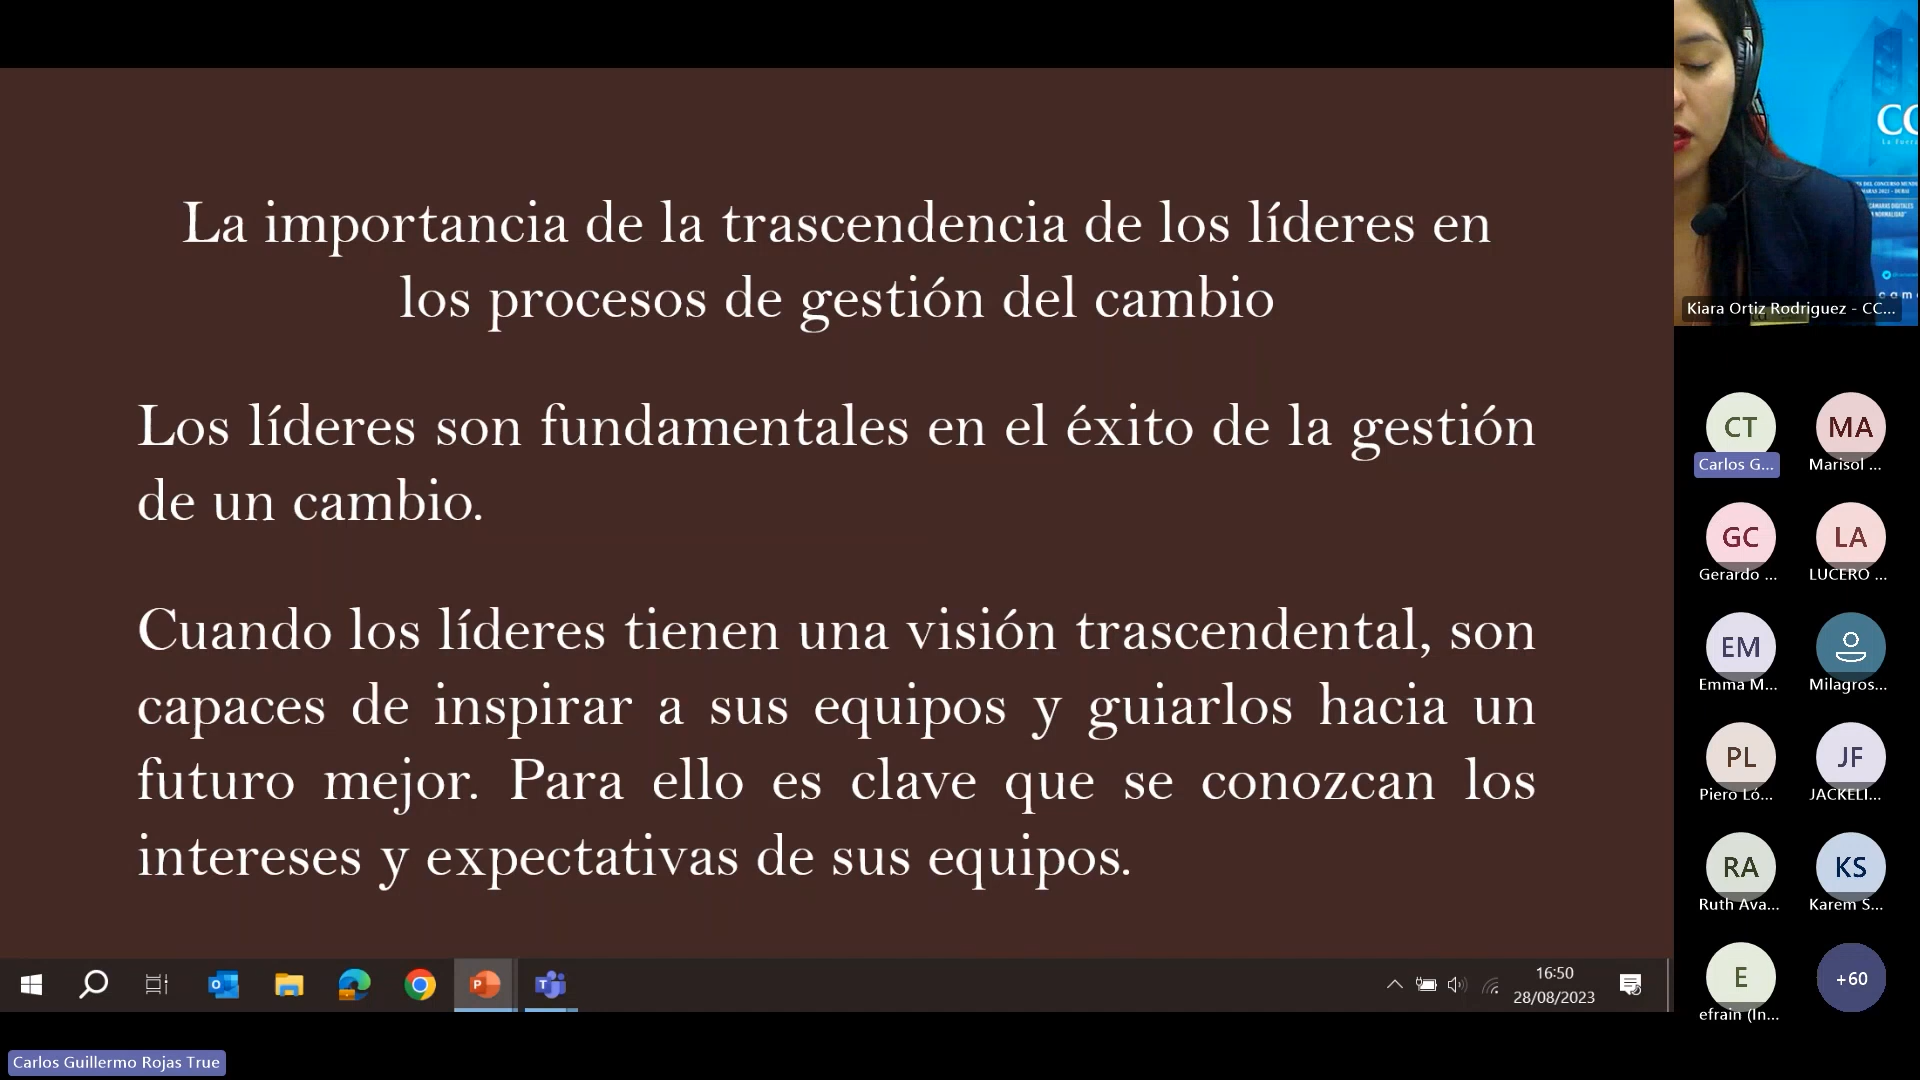 La importancia de la trascendencia de los líderes en
los procesos de gestión del cambio
Los líderes son fundamentales en el éxito de la gestión
de un cambio.
Cuando los líderes tienen una visión trascendental, son
capaces de inspirar a sus equipos y guiarlos hacia un
futuro mejor. Para ello es clave que se conozcan los
intereses y expectativas de sus equipos.
16:50
28/08/2023
Carlos Guillermo Rojas True
CC
Kiara Ortiz Rodriguez - CC...
CT
Carlos G...
MA
Marisol ...
GC
Gerardo ...
LA
LUCERO ...
EM
Emma M...
Milagros...
PL
Piero Ló...
JF
JACKELI...
RA
Ruth Ava...
KS
Karem S...
E
efrain (In...
+60